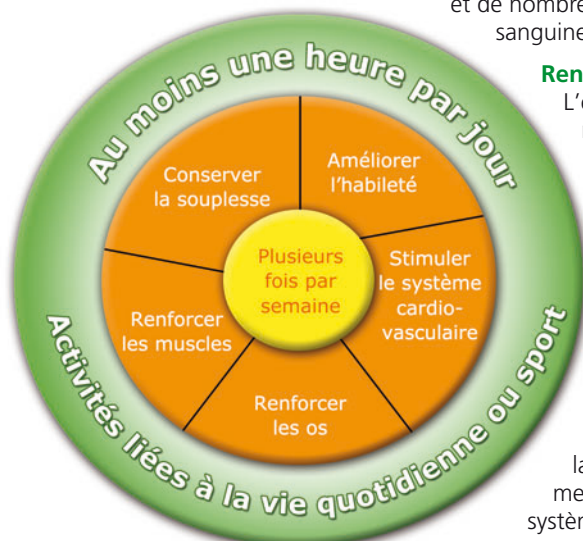 et de nombre
sanguine
Ren
L'
Au moins une heure par jour
Conserver
la souplesse
Améliorer
l'habileté
Plusieurs
fois par
semaine
Stimuler
le système
cardio-
vasculaire
Renforcer
les muscles
Renforcer
les os
Activités liées à la vie quotidienne ou sport
la
me
systèm